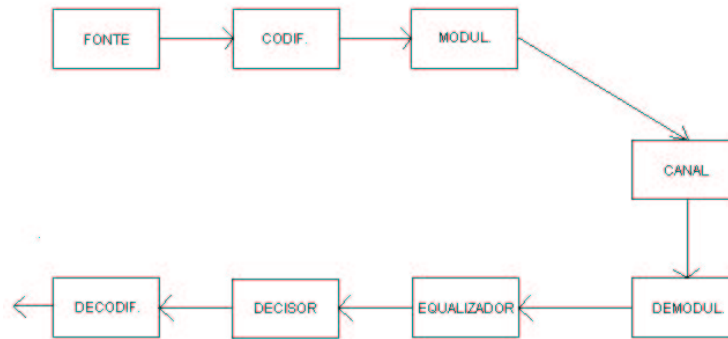 FONTE
CODIF.
MODUL.
CANAL
DECODIF.
DECISOR
EQUALIZADOR
DEMODUL.